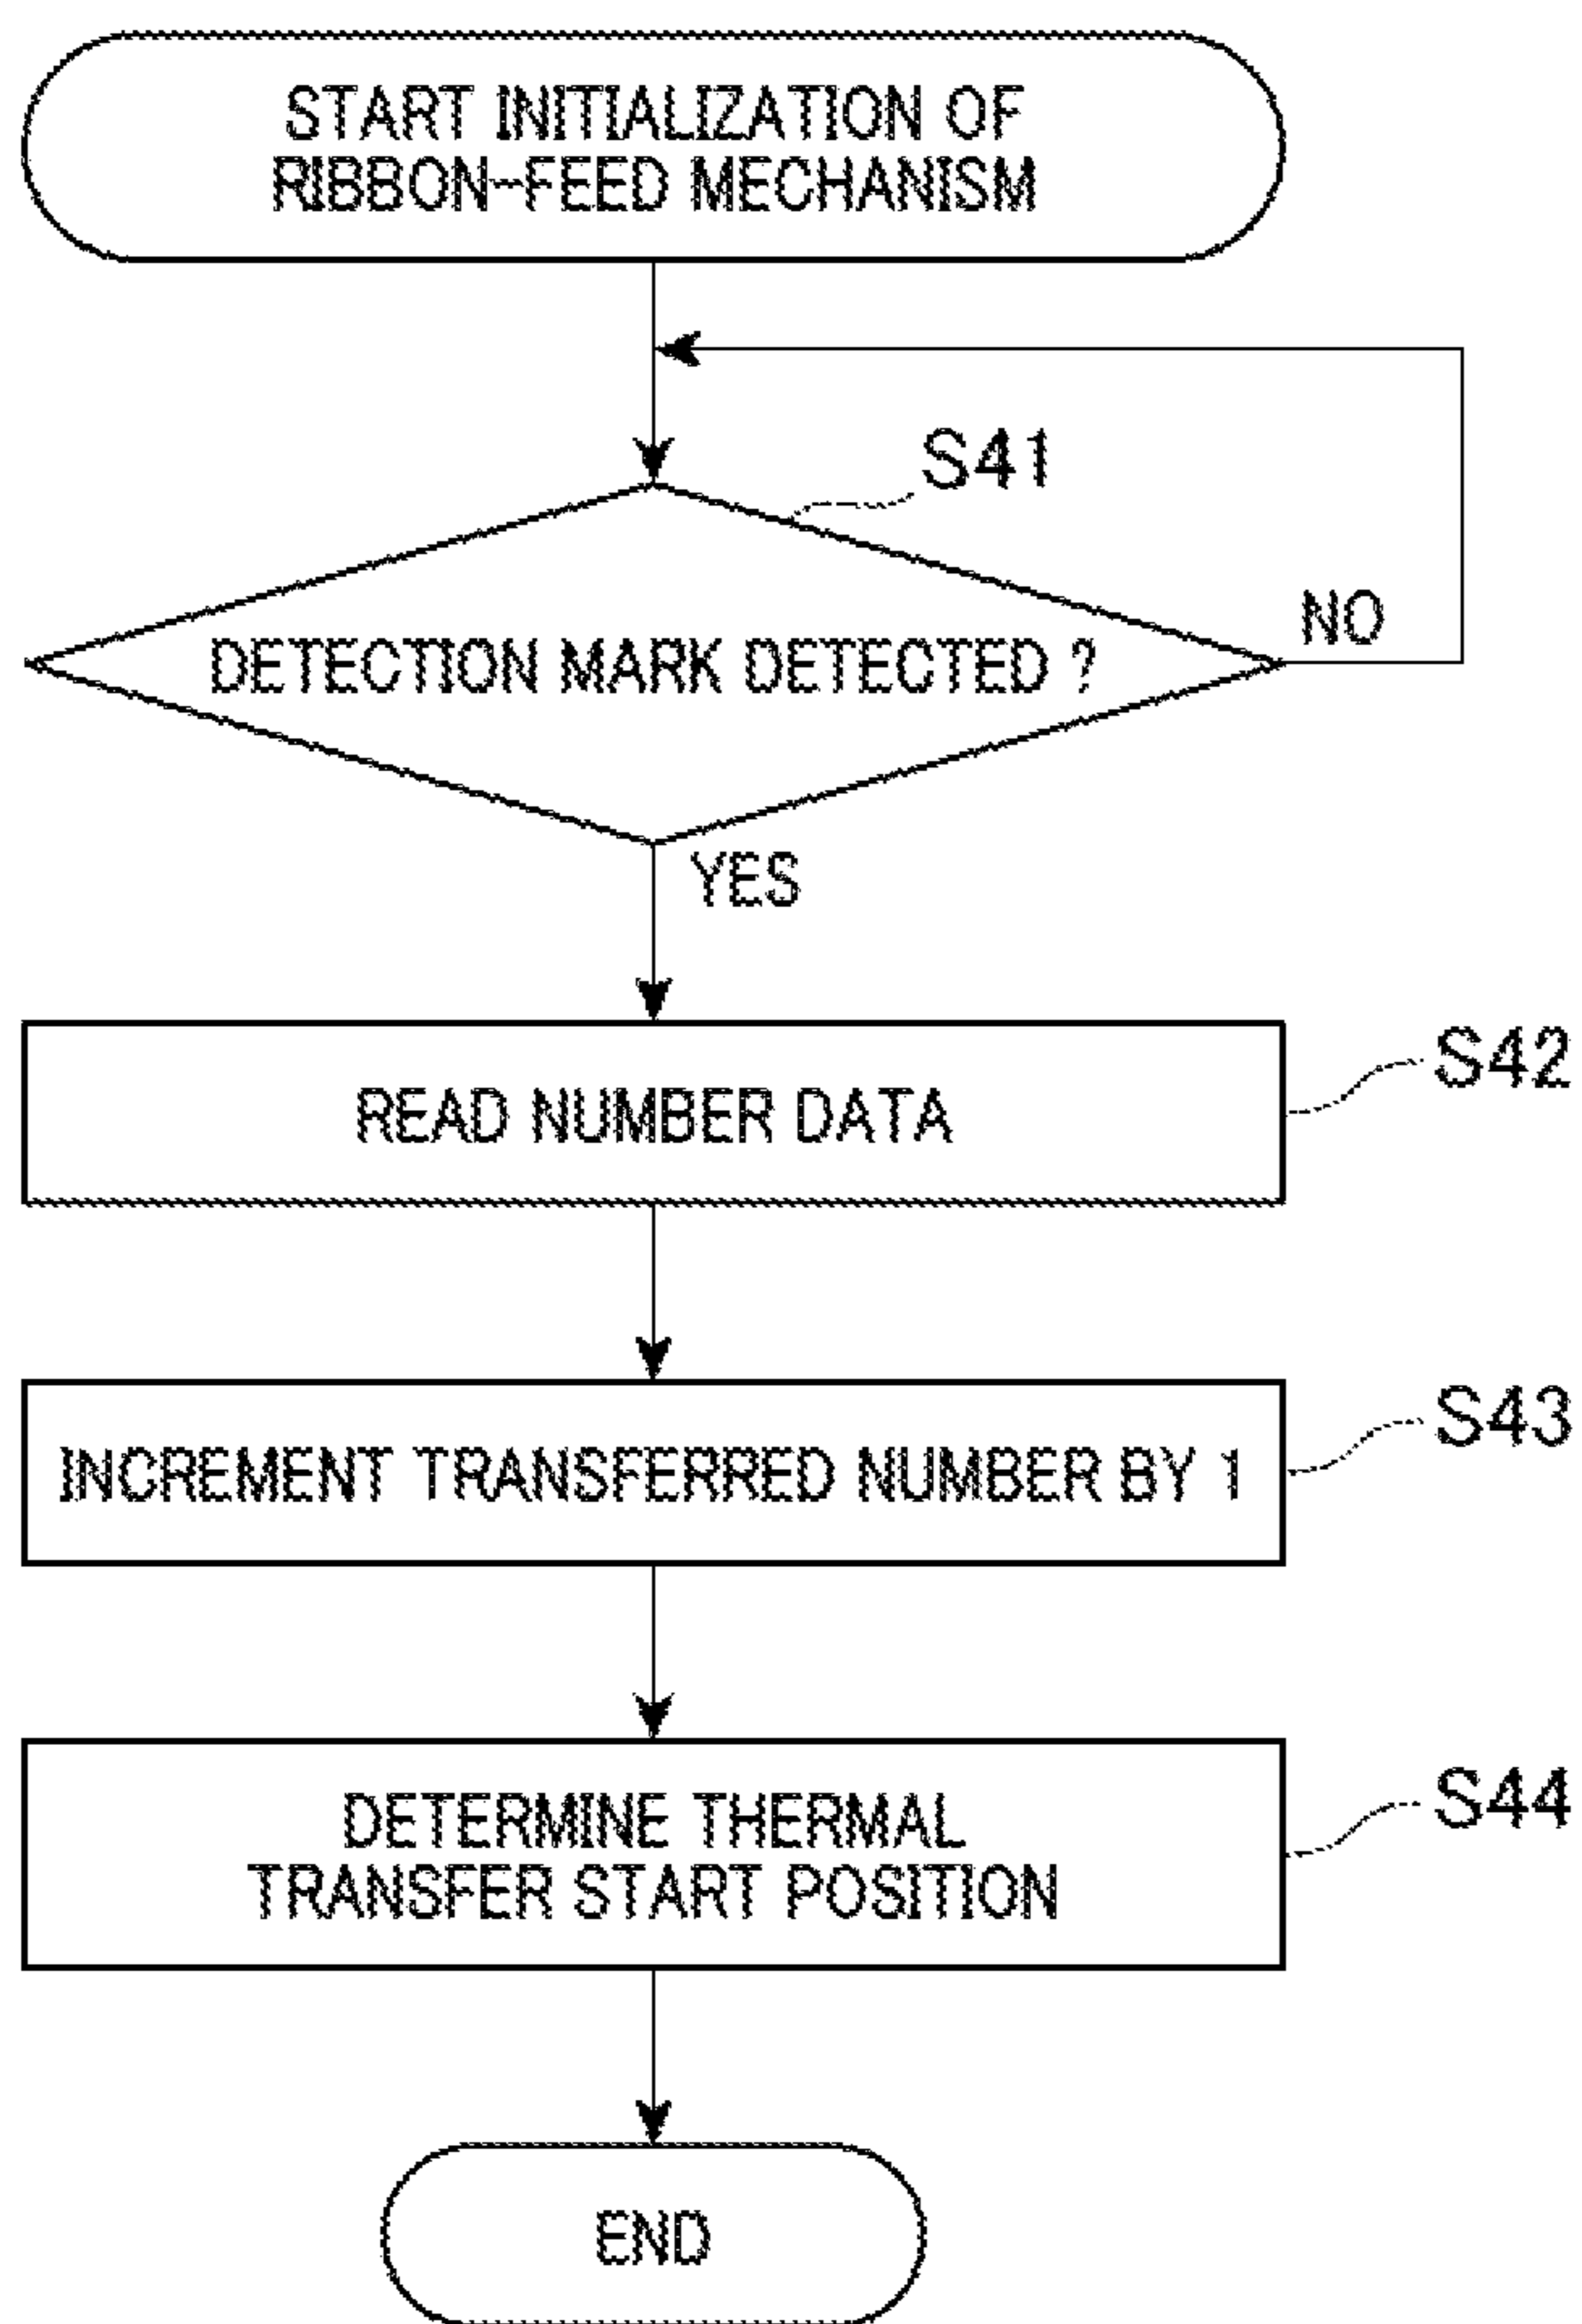 START INITIALIZATION OF
RIBBON-FEED MECHANISM
S41
DETECTION MARK DETECTED ?
NO
YES
READ NUMBER DATA
S42
INCREMENT TRANSFERRED NUMBER BY 1
S43
DETERMINE THERMAL
TRANSFER START POSITION
S44
END